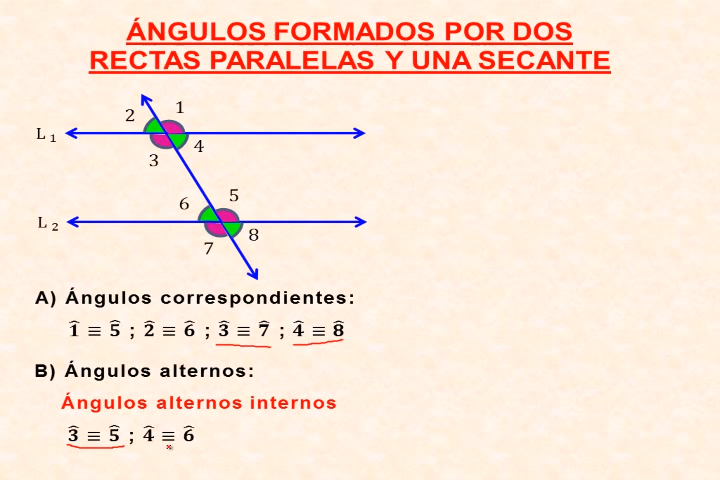 ÁNGULOS FORMADOS POR DOS
RECTAS PARALELAS Y UNA SECANTE
2 1
L 1
3 4
6 5
L 2
7 8
A) Ángulos correspondientes:
1̂ ≡ 5̂ ; 2̂ ≡ 6̂ ; 3̂ ≡ 7̂ ; 4̂ ≡ 8̂
B) Ángulos alternos:
Ángulos alternos internos
3̂ ≡ 5̂ ; 4̂ ≡ 6̂